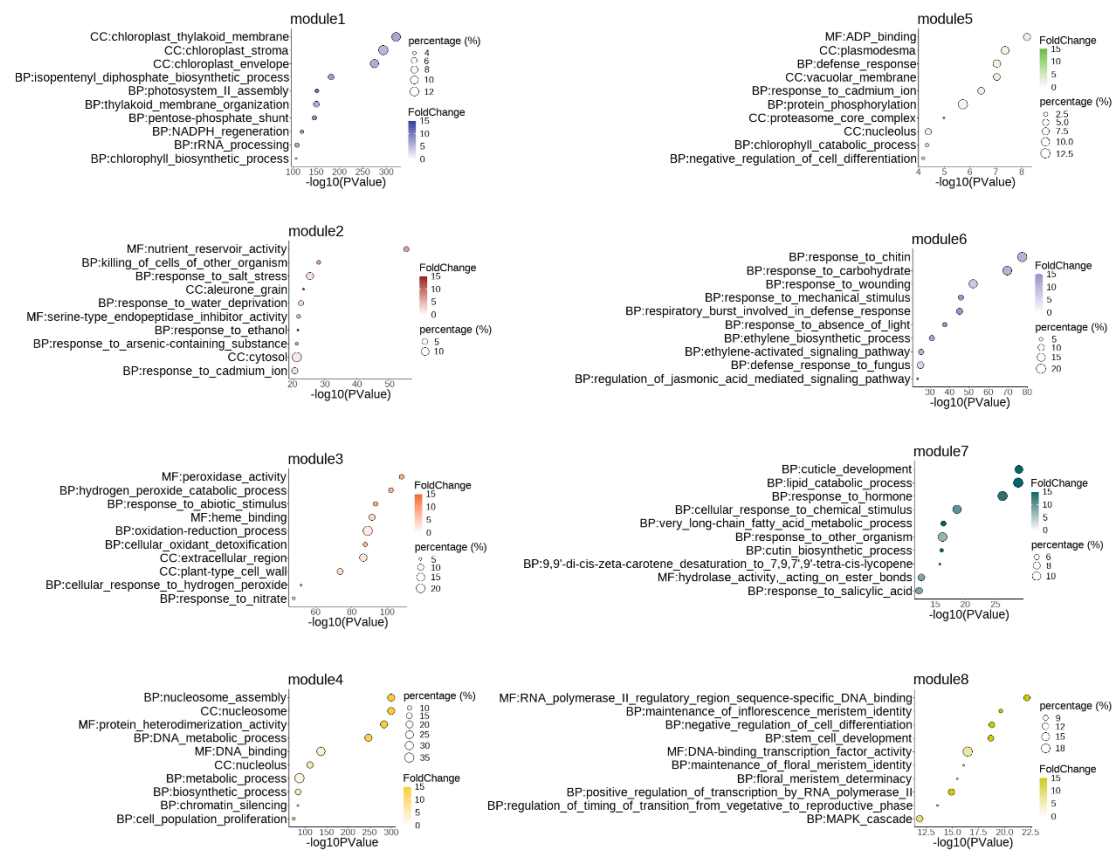 module1
CC:chloroplast_thylakoid_membrane
CC:chloroplast_stroma
CC:chloroplast_envelope
BP:isopentenyl_diphosphate_biosynthetic_process
BP:photosystem_II_assembly
BP:thylakoid_membrane_organization
BP:pentose-phosphate_shunt
BP:NADPH_regeneration
BP:rRNA_processing
BP:chlorophyll_biosynthetic_process
100 150 200 250 300
-log10(PValue)
percentage (%)
4
6
8
10
12
FoldChange
15
10
5
0
module5
MF:ADP_binding
CC:plasmodesma
BP:defense_response
CC:vacuolar_membrane
BP:response_to_cadmium_ion
BP:protein_phosphorylation
CC:proteasome_core_complex
CC:nucleolus
BP:chlorophyll_catabolic_process
BP:negative_regulation_of_cell_differentiation
4 5 6 7 8
-log10(PValue)
FoldChange
15
10
5
0
percentage (%)
2.5
5.0
7.5
10.0
12.5
module2
MF:nutrient_reservoir_activity
BP:killing_of_cells_of_other_organism
BP:response_to_salt_stress
CC:aleurone_grain
BP:response_to_water_deprivation
MF:serine-type_endopeptidase_inhibitor_activity
BP:response_to_ethanol
BP:response_to_arsenic-containing_substance
CC:cytosol
BP:response_to_cadmium_ion
20 30 40 50
-log10(PValue)
FoldChange
15
10
5
0
percentage (%)
5
10
module6
BP:response_to_chitin
BP:response_to_carbohydrate
BP:response_to_wounding
BP:response_to_mechanical_stimulus
BP:respiratory_burst_involved_in_defense_response
BP:response_to_absence_of_light
BP:ethylene_biosynthetic_process
BP:ethylene-activated_signaling_pathway
BP:defense_response_to_fungus
BP:regulation_of_jasmonic_acid_mediated_signaling_pathway
30 40 50 60 70 80
-log10(PValue)
FoldChange
15
10
5
0
percentage (%)
5
10
15
20
module3
MF:peroxidase_activity
BP:hydrogen_peroxide_catabolic_process
BP:response_to_abiotic_stimulus
MF:heme_binding
BP:oxidation-reduction_process
BP:cellular_oxidant_detoxification
CC:extracellular_region
CC:plant-type_cell_wall
BP:cellular_response_to_hydrogen_peroxide
BP:response_to_nitrate
60 80 100
-log10(PValue)
FoldChange
15
10
5
0
percentage (%)
5
10
15
20
module7
BP:cuticle_development
BP:lipid_catabolic_process
BP:response_to_hormone
BP:cellular_response_to_chemical_stimulus
BP:very_long-chain_fatty_acid_metabolic_process
BP:response_to_other_organism
BP:cutin_biosynthetic_process
BP:9,9'-di-cis-zeta-carotene_desaturation_to_7,9,7',9'-tetra-cis-lycopene
MF:hydrolase_activity,_acting_on_ester_bonds
BP:response_to_salicylic_acid
15 20 25
-log10(PValue)
FoldChange
15
10
5
0
percentage (%)
6
8
10
module4
BP:nucleosome_assembly
CC:nucleosome
MF:protein_heterodimerization_activity
BP:DNA_metabolic_process
MF:DNA_binding
CC:nucleolus
BP:metabolic_process
BP:biosynthetic_process
BP:chromatin_silencing
BP:cell_population_proliferation
100 150 200 250 300
-log10PValue
percentage (%)
10
15
20
25
30
35
FoldChange
15
10
5
0
module8
MF:RNA_polymerase_II_regulatory_region_sequence-specific_DNA_binding
BP:maintenance_of_inflorescence_meristem_identity
BP:negative_regulation_of_cell_differentiation
BP:stem_cell_development
MF:DNA-binding_transcription_factor_activity
BP:maintenance_of_floral_meristem_identity
BP:floral_meristem_determinacy
BP:positive_regulation_of_transcription_by_RNA_polymerase_II
BP:regulation_of_timing_of_transition_from_vegetative_to_reproductive_phase
BP:MAPK_cascade
12.5 15.0 17.5 20.0 22.5
-log10(PValue)
percentage (%)
9
12
15
18
FoldChange
15
10
5
0